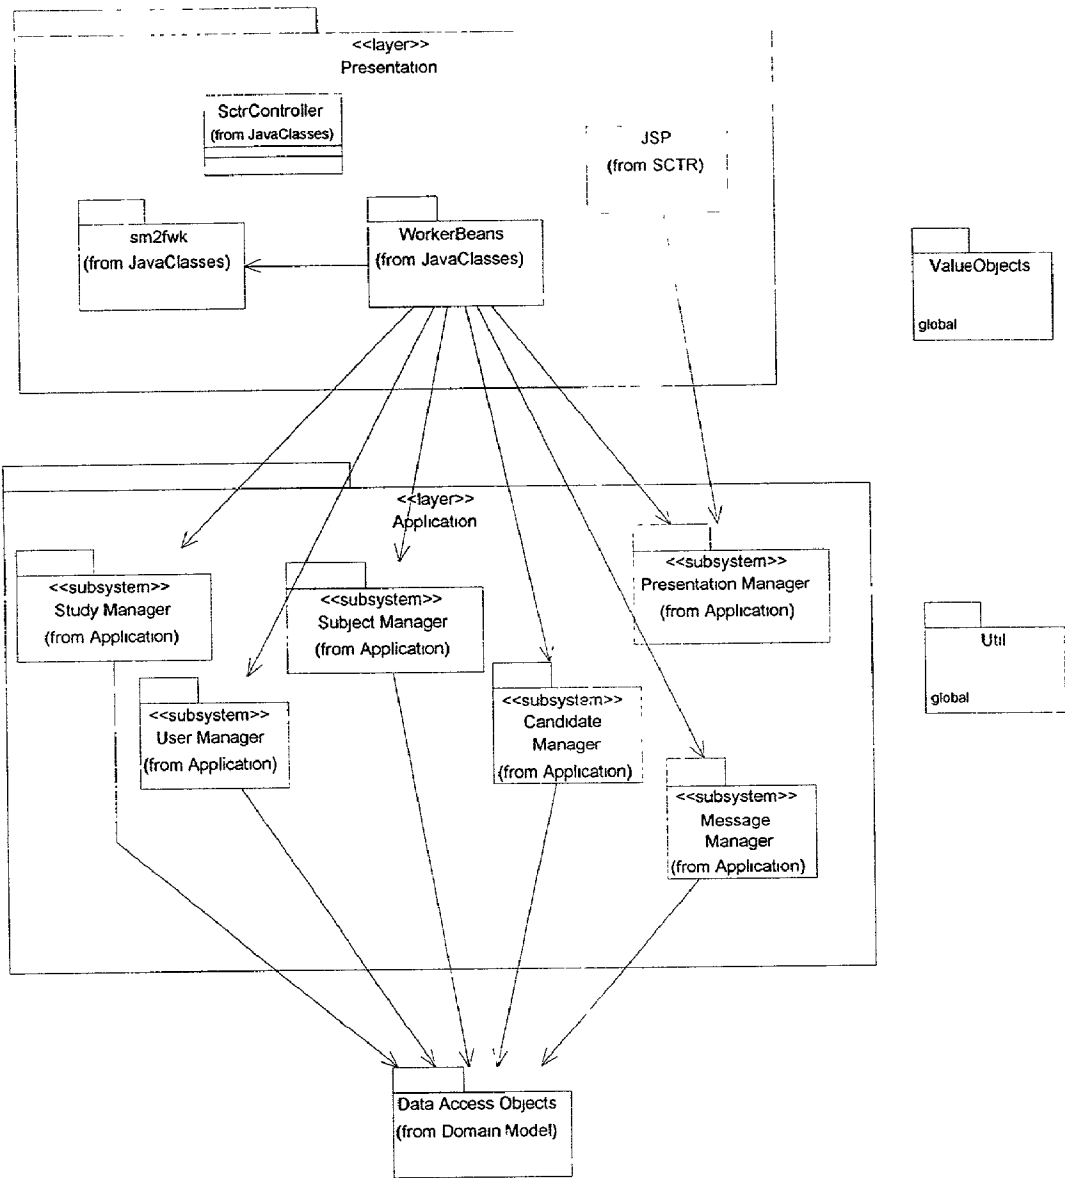 <<layer>>
Presentation
SctrController
(from JavaClasses)
JSP
(from SCTR)
sm2fwk
(from JavaClasses)
WorkerBeans
(from JavaClasses)
ValueObjects
global
<<layer>>
Application
<<subsystem>>
Study Manager
(from Application)
<<subsystem>>
Subject Manager
(from Application)
<<subsystem>>
Presentation Manager
(from Application)
Util
global
<<subsystem>>
User Manager
(from Application)
<<subsystem>>
Candidate
Manager
(from Application)
<<subsystem>>
Message
Manager
(from Application)
Data Access Objects
(from Domain Model)